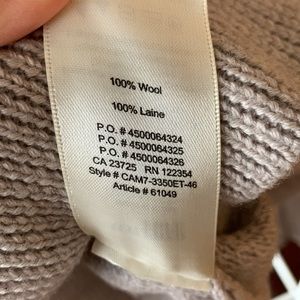 100% Wool
100% Laine
P.O. # 4500064324
P.O. # 4500064325
P.O. # 4500064326
CA 23725 RN 122354
Style # CAM7-3350ET-46
Article # 61049